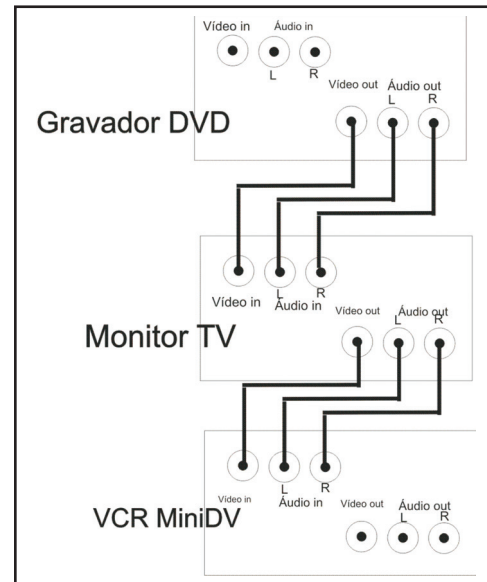 Vídeo in Áudio in
L R
Vídeo out Áudio out
L R
Gravador DVD
Vídeo in L Áudio in R
Vídeo out Áudio out
L R
Monitor TV
Vídeo in L Áudio in R
Vídeo out Áudio out
L R
VCR MiniDV